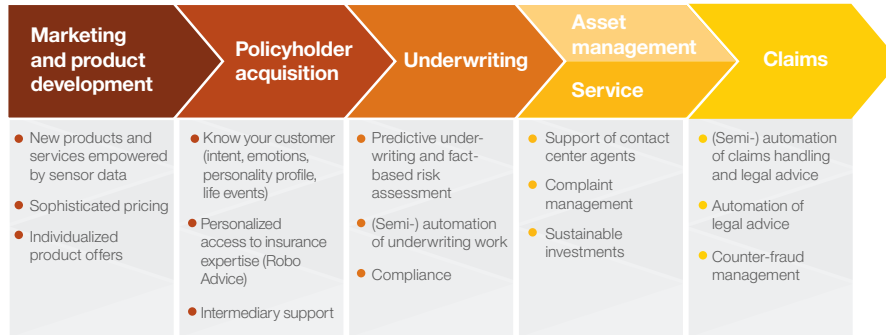 Marketing
and product
development
Policyholder
acquisition
Underwriting
Asset
management
Service
Claims
New products and
services empowered
by sensor data
Sophisticated pricing
Individualized
product offers
Know your customer
(intent, emotions,
personality profile,
life events)
Personalized
access to insurance
expertise (Robo
Advice)
Intermediary support
Predictive under-
writing and fact-
based risk
assessment
(Semi-) automation
of underwriting work
Compliance
Support of contact
center agents
Complaint
management
Sustainable
investments
(Semi-) automation
of claims handling
and legal advice
Automation of
legal advice
Counter-fraud
management